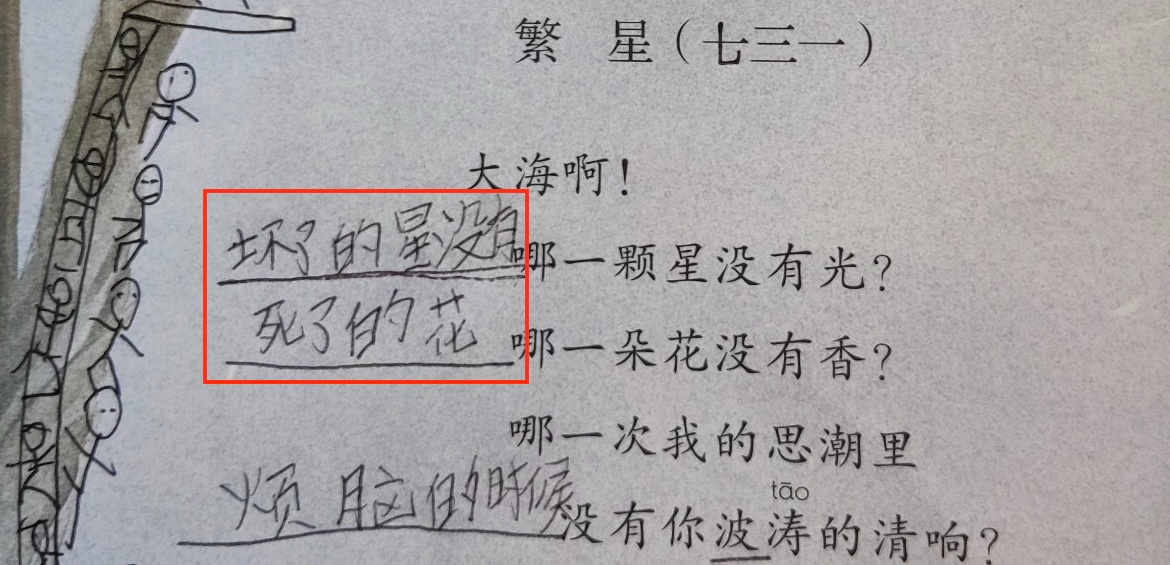 繁 星（七三一）
大海啊！
坏了的星没有
哪一颗星没有光？
死了的花
哪一朵花没有香？
哪一次我的思潮里
烦脑的时候
tāo
没有你波涛的清响？